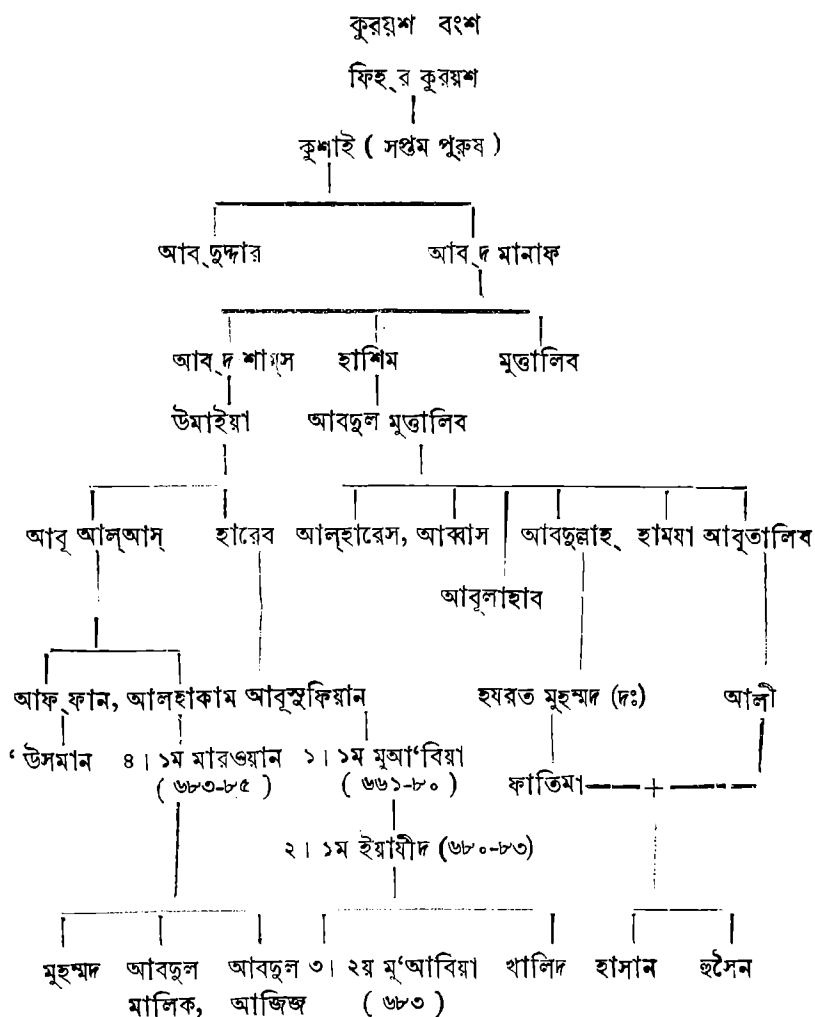 কুরয়শ বংশ
ফিহ্‌র কুরয়শ
কুশাই ( সপ্তম পুরুষ )
আব্‌দুদ্দার আব্‌দ মানাফ
আব্‌দ শাম্স হাশিম মুত্তালিব
উমাইয়া আবদুল মুত্তালিব
আবূ আল্‌আস্‌ হারেব আল্‌হারেস, আব্বাস আবদুল্লাহ্‌ হামযা আবূতালিব
আবূলাহাব
আফ্‌ফান, আলহাকাম আবূসুফিয়ান হযরত মুহম্মদ (দঃ) আলী
‘উসমান ৪। ১ম মারওয়ান ১। ১ম মুআ‘বিয়া
( ৬৮৩-৮৫ ) ( ৬৬১-৮০ ) ফাতিমা
২। ১ম ইয়াযীদ (৬৮০-৮৩)
মুহম্মদ আবদুল আবদুল ৩। ২য় মু‘আবিয়া খালিদ হাসান হুসৈন
মালিক, আজিজ ( ৬৮৩ )